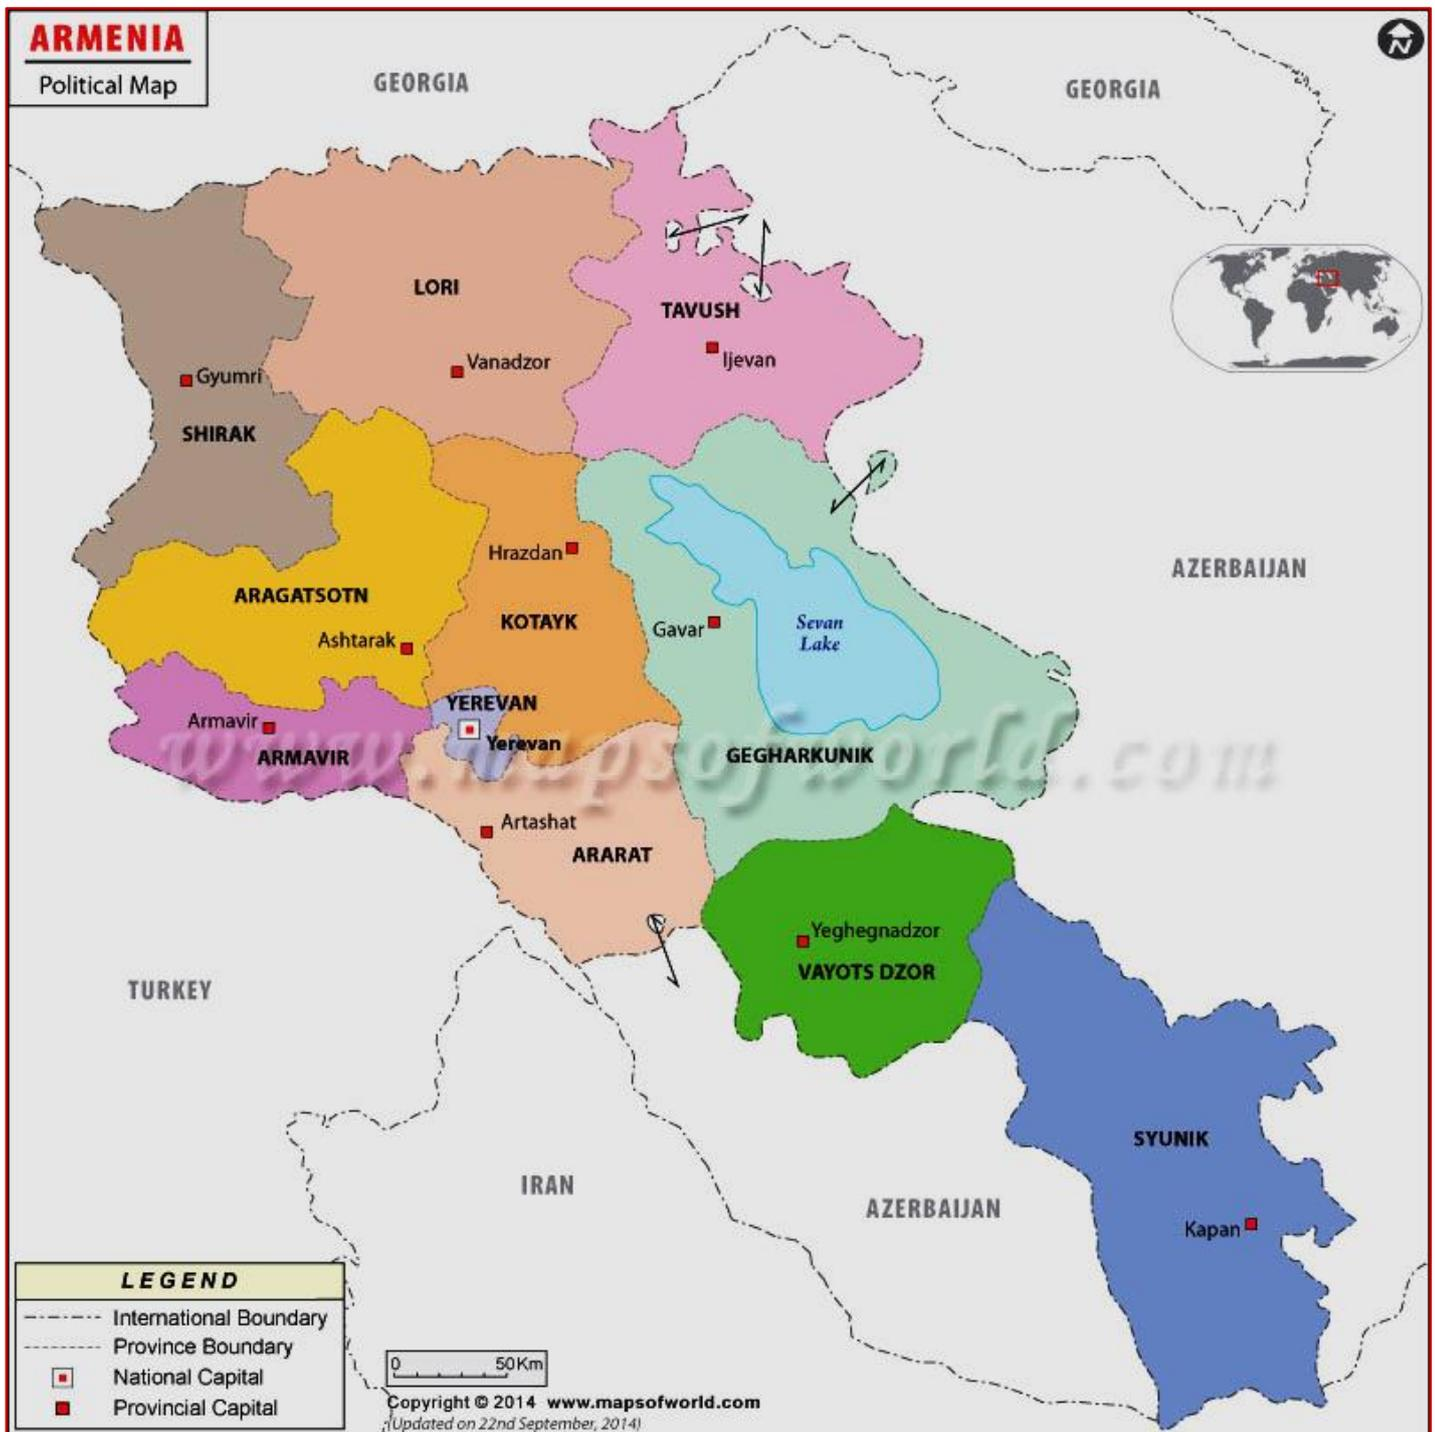 ARMENIA
Political Map
N
GEORGIA
GEORGIA
LORI
TAVUSH
Ijevan
Vanadzor
Gyumri
SHIRAK
Hrazdan
AZERBAIJAN
ARAGATSOTN
KOTAYK
Gavar
Sevan
Lake
Ashtarak
YEREVAN
Armavir
Yerevan
ARMAVIR
GEGHARKUNIK
www.mapsofworld.com
Artashat
ARARAT
Yeghegnadzor
VAYOTS DZOR
TURKEY
SYUNIK
IRAN
AZERBAIJAN
Kapan
LEGEND
International Boundary
Province Boundary
National Capital
Provincial Capital
0 50Km
Copyright © 2014 www.mapsofworld.com
(Updated on 22nd September, 2014)